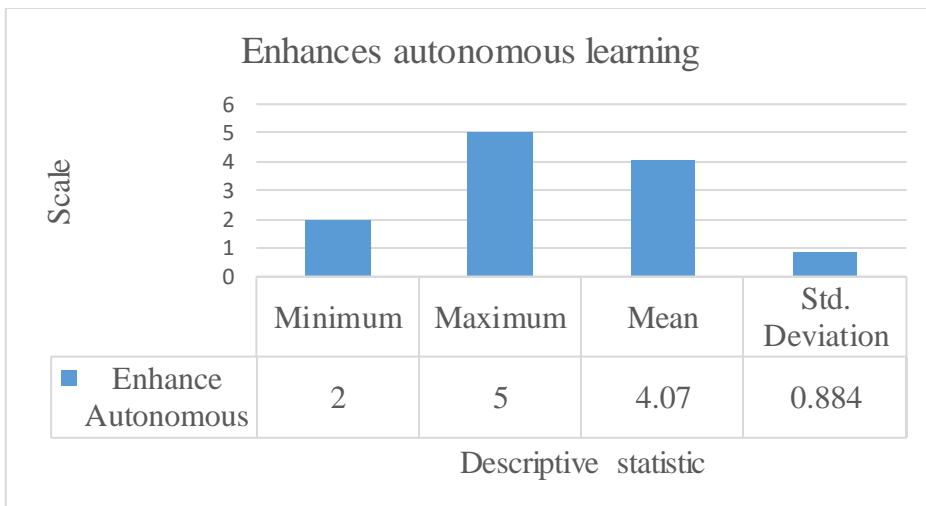 Enhances autonomous learning
Scale
6
5
4
3
2
1
0
Minimum Maximum Mean Std.
Deviation
Enhance
Autonomous 2 5 4.07 0.884
Descriptive statistic